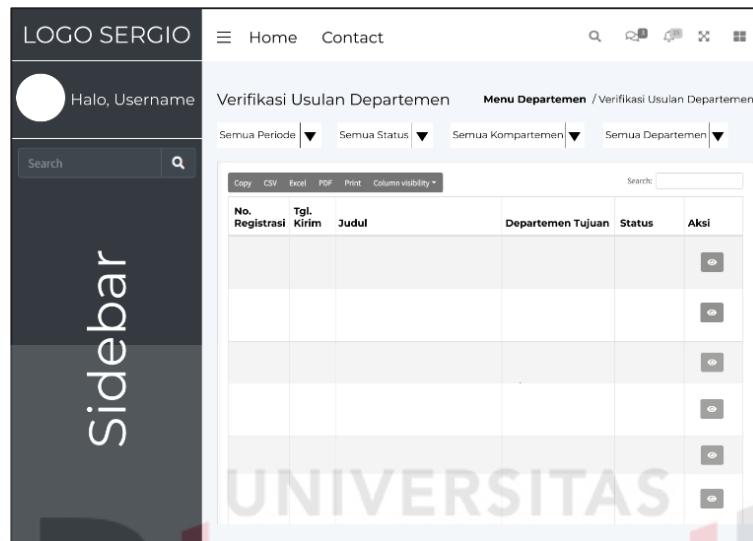 LOGO SERGIO
Home Contact
Halo, Username
Verifikasi Usulan Departemen
Menu Departemen / Verifikasi Usulan Departemen
Semua Periode Semua Status Semua Kompartemen Semua Departemen
Search
Copy CSV Excel PDF Print Column visibility
Search:
No. Registrasi Tgl. Kirim Judul Departemen Tujuan Status Aksi
Sidebar
UNIVERSITAS